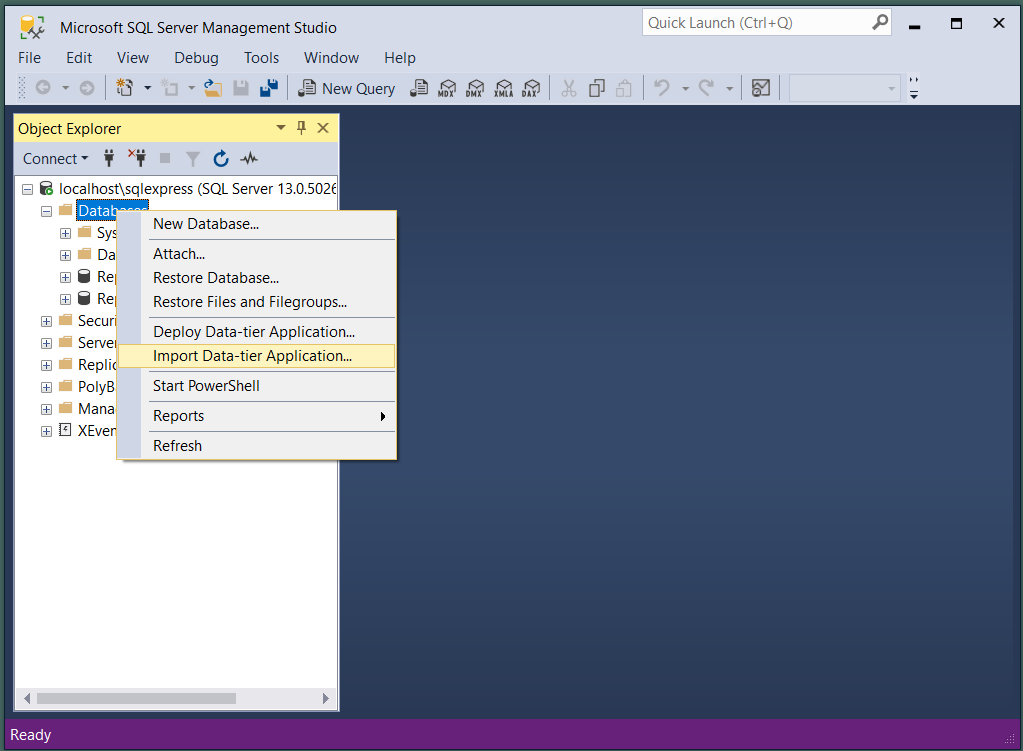 Microsoft SQL Server Management Studio
Quick Launch (Ctrl+Q)
File Edit View Debug Tools Window Help
New Query MDX DMX XMLA DAX
Object Explorer
Connect
localhost\sqlexpress (SQL Server 13.0.5026
Databases
New Database...
Sys
Attach...
Da
Restore Database...
Rep
Restore Files and Filegroups...
Rep
Securi
Deploy Data-tier Application...
Server
Import Data-tier Application...
Replic
Start PowerShell
PolyB
Reports
Mana
XEven
Refresh
Ready